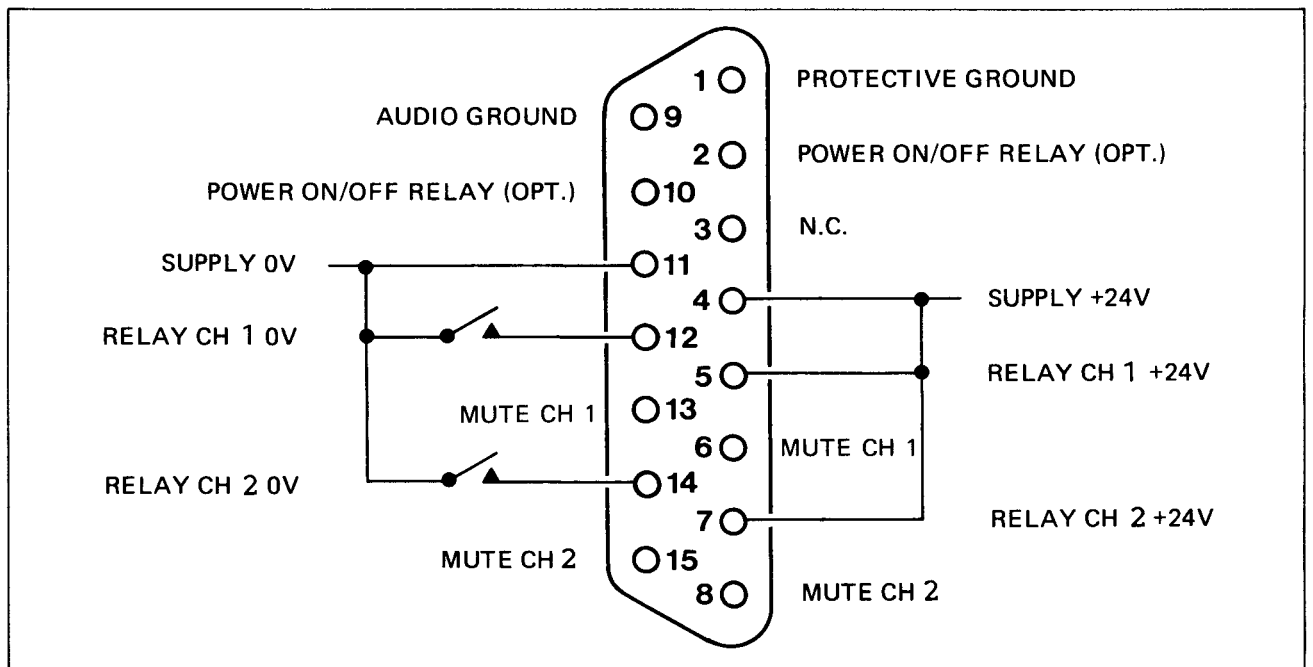 1 PROTECTIVE GROUND
AUDIO GROUND 9
2 POWER ON/OFF RELAY (OPT.)
POWER ON/OFF RELAY (OPT.) 10
3 N.C.
SUPPLY 0V 11
4 SUPPLY +24V
RELAY CH 1 0V 12
5 RELAY CH 1 +24V
MUTE CH 1 13
6 MUTE CH 1
RELAY CH 2 0V 14
7 RELAY CH 2 +24V
MUTE CH 2 15
8 MUTE CH 2